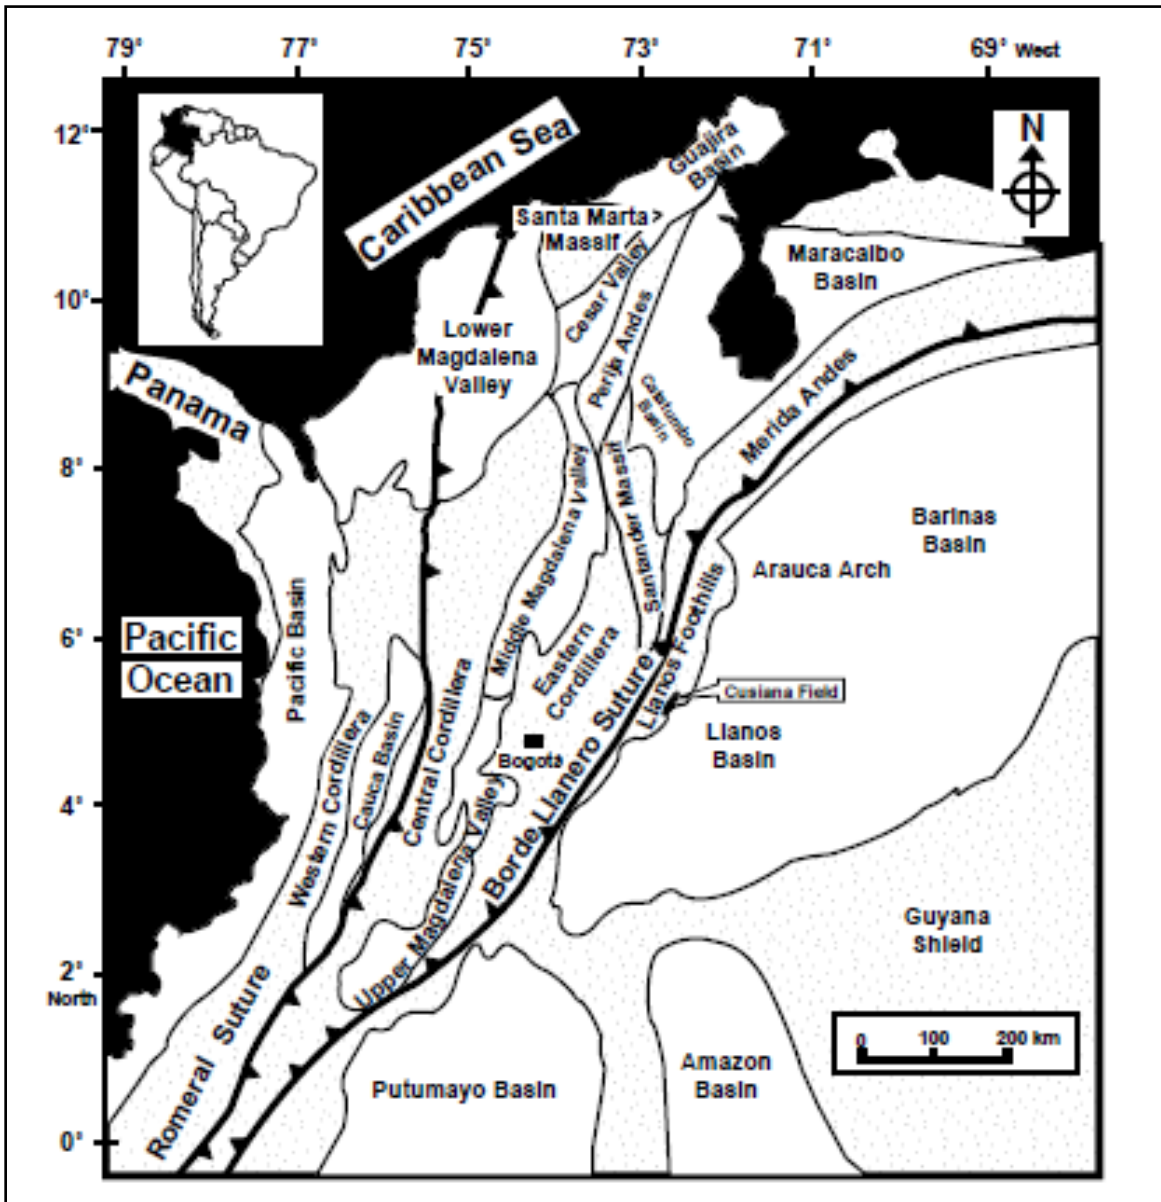 79° 77° 75° 73° 71° 69° West
12°
10°
8°
6°
4°
2°
North
0°
N
Caribbean Sea
Guajira
Basin
Santa Marta>
Massif
Maracaibo
Basin
Cesar Valley
Perija Andes
Lower
Magdalena
Valley
Catatumbo
Basin
Merida Andes
Panama
Santander Massif
Middle Magdalena Valley
Barinas
Basin
Arauca Arch
Pacific
Ocean
Pacific Basin
Eastern
Cordillera
Llanos Foothills
Cusiana Field
Llanos
Basin
Bogotá
Western Cordillera
Cauca Basin
Central Cordillera
Borde Llanero Suture
Upper Magdalena Valley
Guyana
Shield
Romeral Suture
0 100 200 km
Putumayo Basin
Amazon
Basin